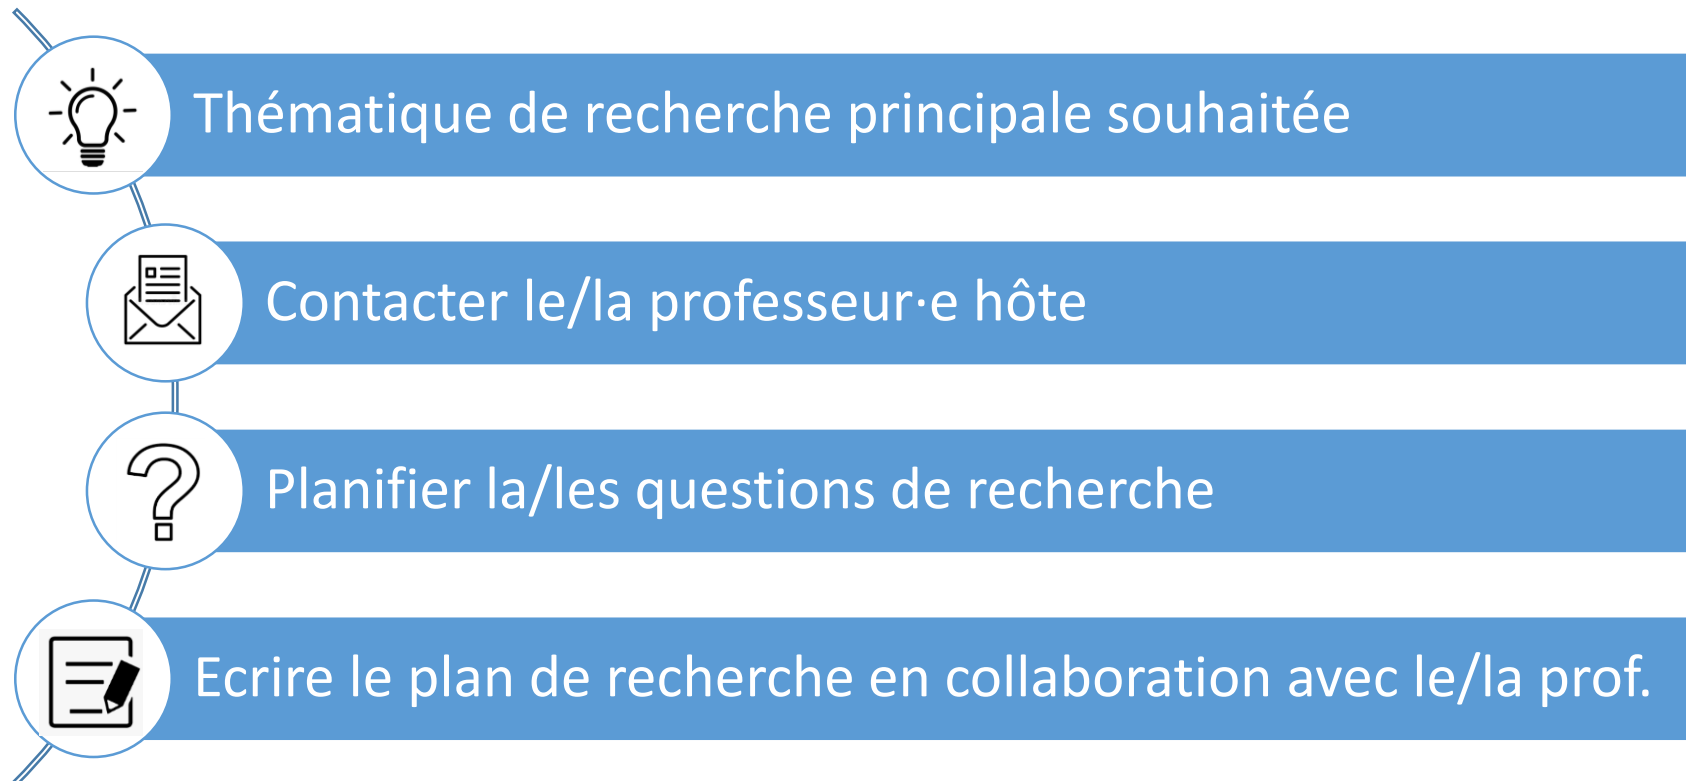 Thématique de recherche principale souhaitée
Contacter le/la professeur·e hôte
Planifier la/les questions de recherche
Ecrire le plan de recherche en collaboration avec le/la prof.